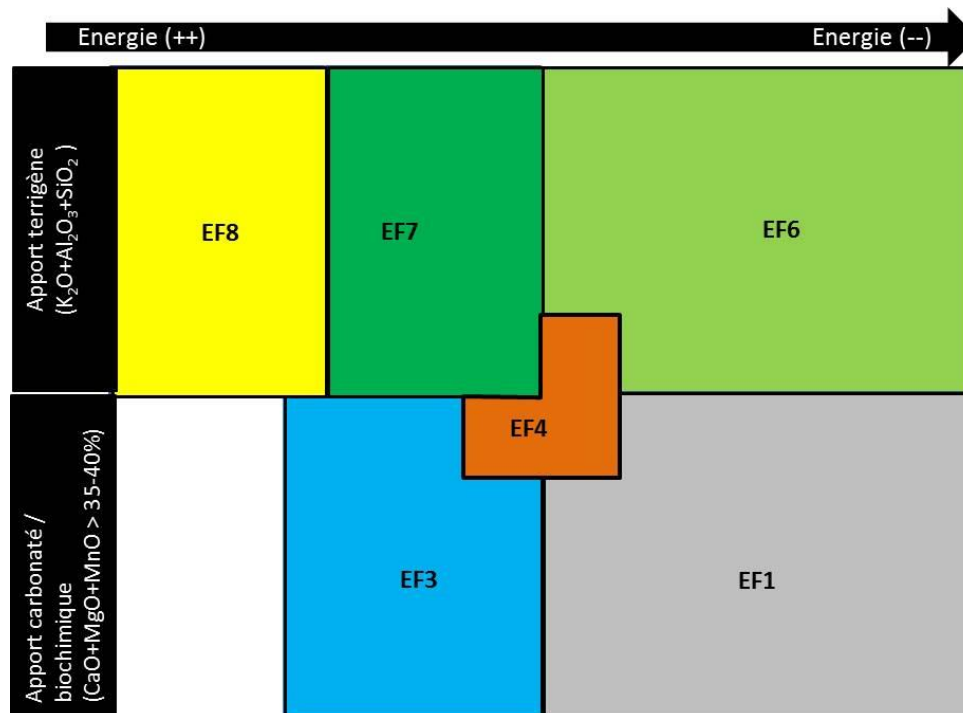 Energie (++)
Energie (--)
Apport terrigène
(K₂O+Al₂O₃+SiO₂ )
EF8
EF7
EF6
EF4
Apport carbonaté /
biochimique
(CaO+MgO+MnO > 35-40%)
EF3
EF1